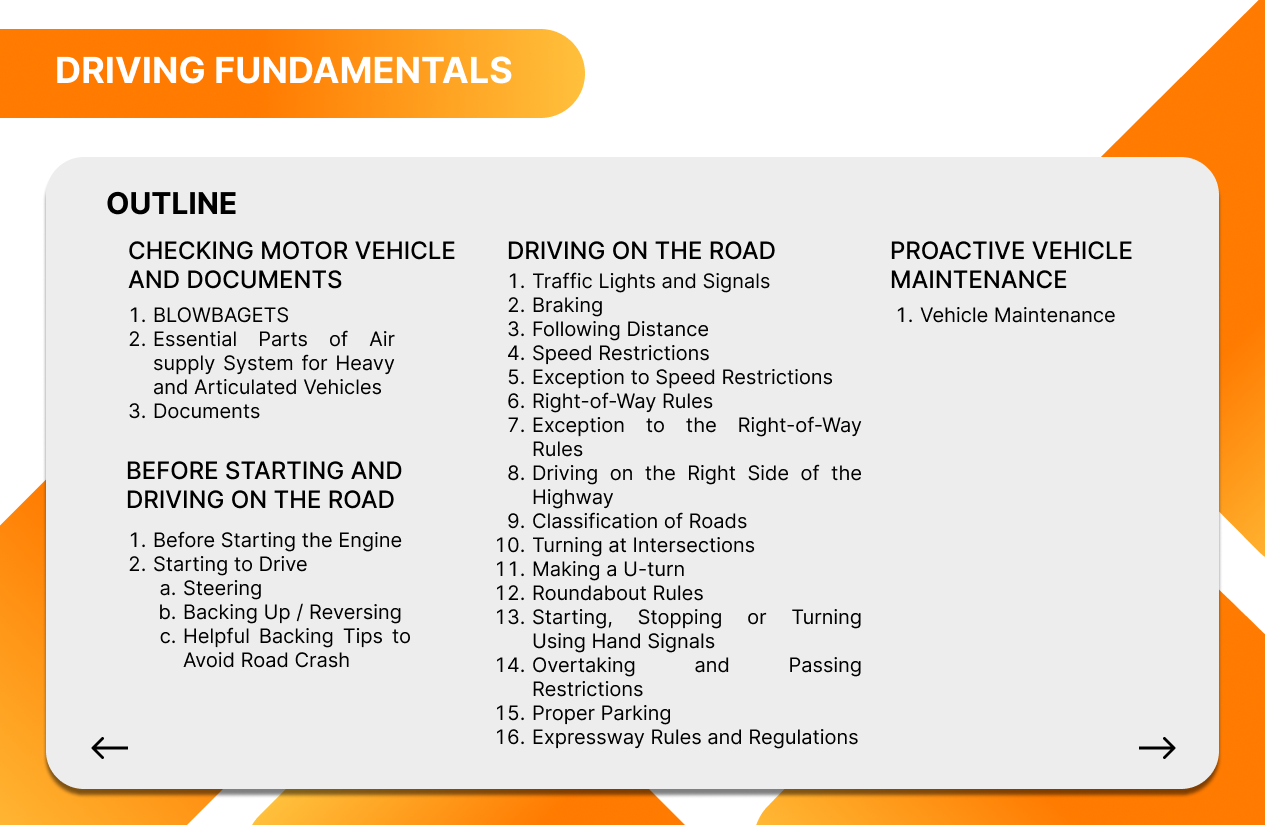 DRIVING FUNDAMENTALS
OUTLINE
CHECKING MOTOR VEHICLE
AND DOCUMENTS
1. BLOWBAGETS
2. Essential Parts of Air
supply System for Heavy
and Articulated Vehicles
3. Documents
BEFORE STARTING AND
DRIVING ON THE ROAD
1. Before Starting the Engine
2. Starting to Drive
a. Steering
b. Backing Up / Reversing
c. Helpful Backing Tips to
Avoid Road Crash
DRIVING ON THE ROAD
1. Traffic Lights and Signals
2. Braking
3. Following Distance
4. Speed Restrictions
5. Exception to Speed Restrictions
6. Right-of-Way Rules
7. Exception to the Right-of-Way
Rules
8. Driving on the Right Side of the
Highway
9. Classification of Roads
10. Turning at Intersections
11. Making a U-turn
12. Roundabout Rules
13. Starting, Stopping or Turning
Using Hand Signals
14. Overtaking and Passing
Restrictions
15. Proper Parking
16. Expressway Rules and Regulations
PROACTIVE VEHICLE
MAINTENANCE
1. Vehicle Maintenance